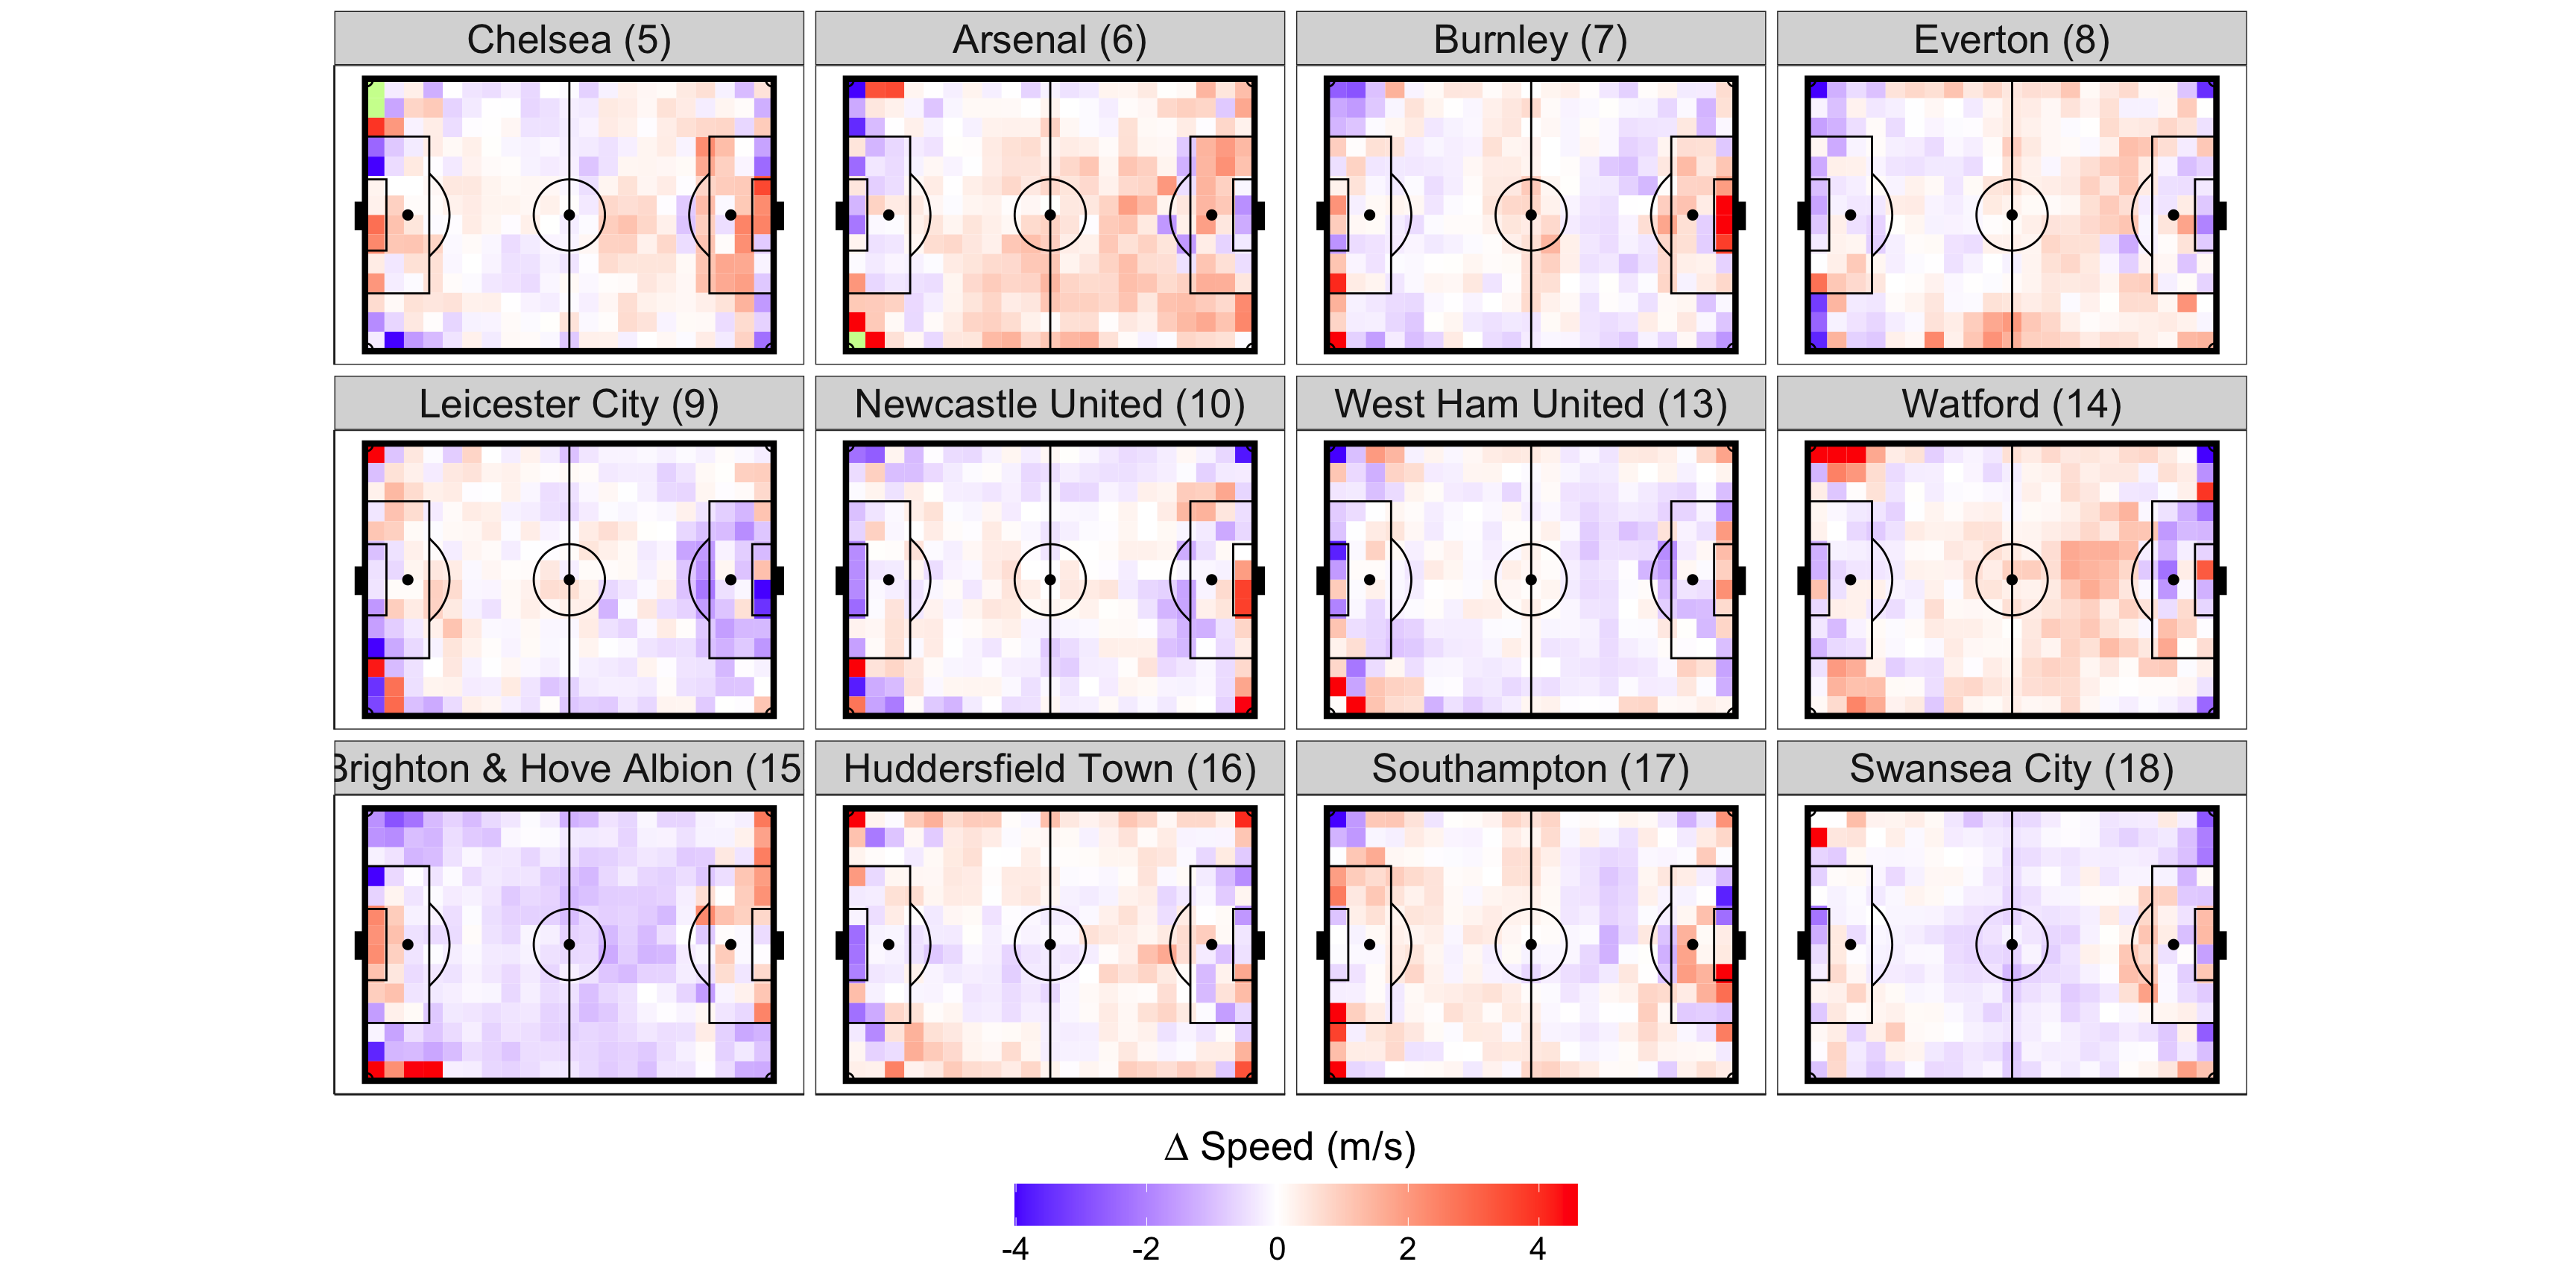 Chelsea (5)
Arsenal (6)
Burnley (7)
Everton (8)
Leicester City (9)
Newcastle United (10)
West Ham United (13)
Watford (14)
Brighton & Hove Albion (15
Huddersfield Town (16)
Southampton (17)
Swansea City (18)
Δ Speed (m/s)
-4 -2 0 2 4